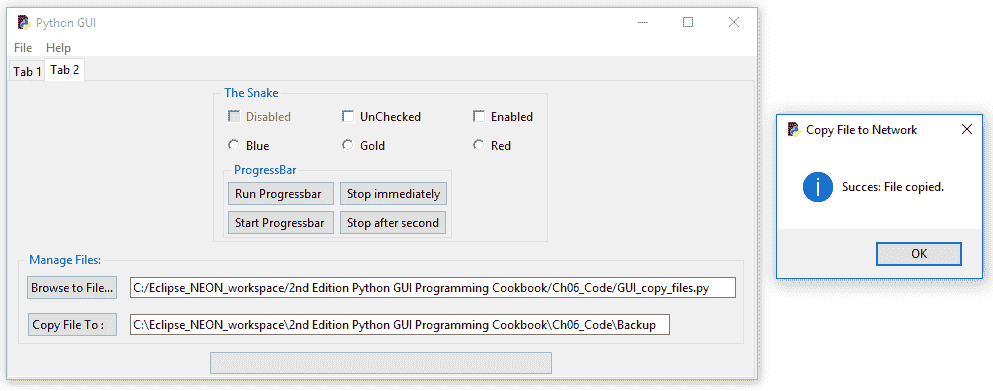 Python GUI
File Help
Tab 1 Tab 2
The Snake
Disabled UnChecked Enabled
Blue Gold Red
ProgressBar
Run Progressbar Stop immediately
Start Progressbar Stop after second
Manage Files:
Browse to File... C:/Eclipse_NEON_workspace/2nd Edition Python GUI Programming Cookbook/Ch06_Code/GUI_copy_files.py
Copy File To : C:\Eclipse_NEON_workspace\2nd Edition Python GUI Programming Cookbook\Ch06_Code\Backup
Copy File to Network
Succes: File copied.
OK